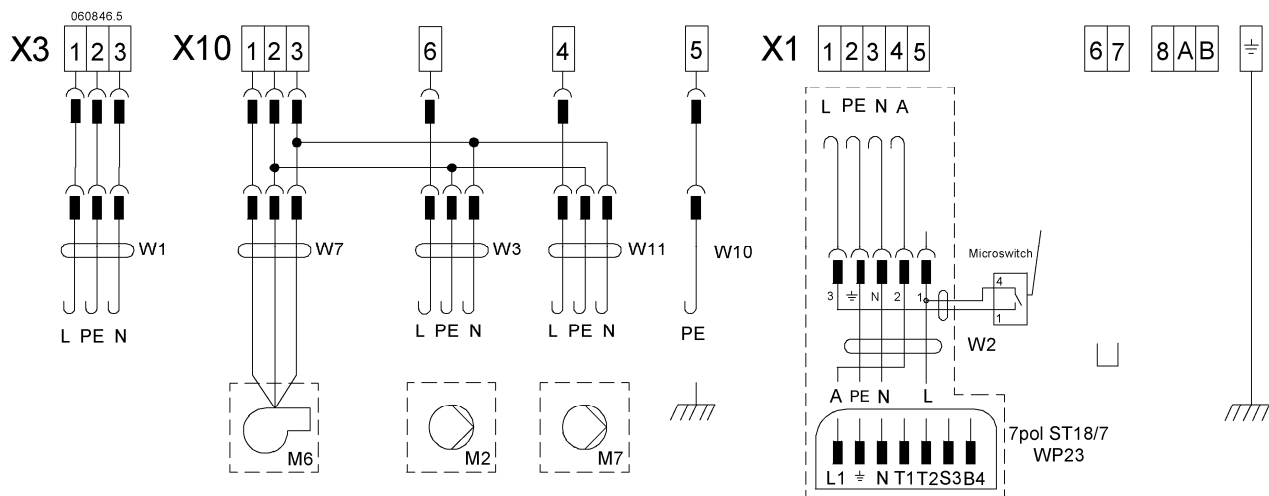 060846.5
X3 1 2 3 X10 1 2 3 6 4 5 X1 1 2 3 4 5 6 7 8 A B
L PE N A
W1 W7 W3 W11 W10
Microswitch
4
3 N 2 1
1
W2
L PE N L PE N L PE N PE
A PE N L
M6 M2 M7
7pol ST18/7
WP23
L1 N T1 T2 S3 B4